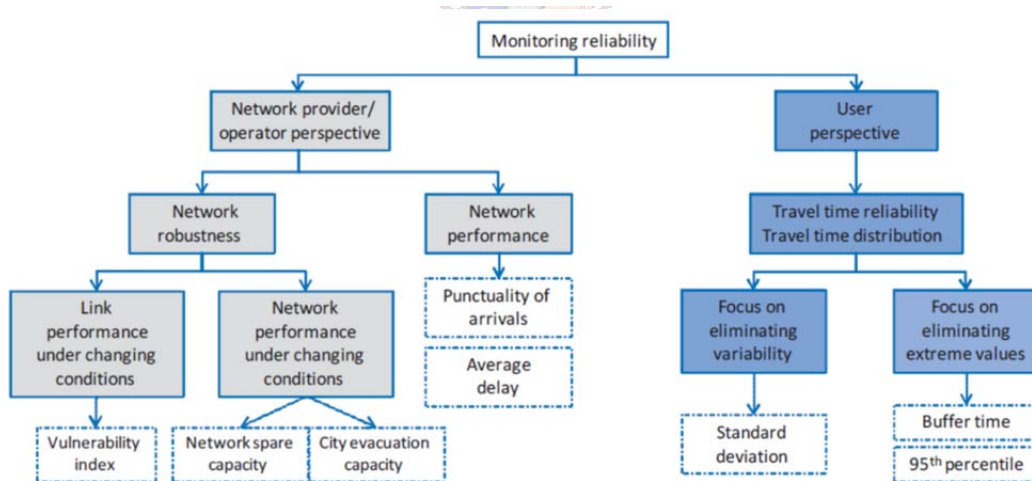 Monitoring reliability
Network provider/
operator perspective
User
perspective
Network
robustness
Network
performance
Travel time reliability
Travel time distribution
Link
performance
under changing
conditions
Network
performance
under changing
conditions
Punctuality of
arrivals
Average
delay
Focus on
eliminating
variability
Focus on
eliminating
extreme values
Vulnerability
index
Network spare
capacity
City evacuation
capacity
Standard
deviation
Buffer time
95th percentile